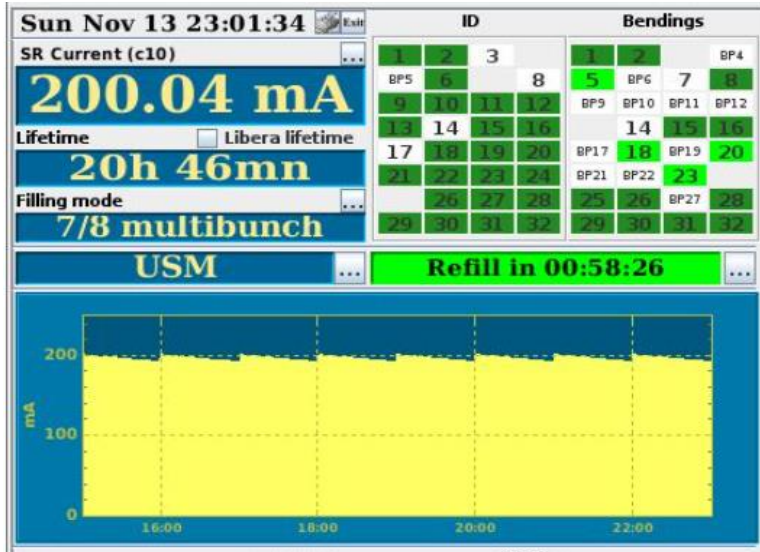 Sun Nov 13 23:01:34 Exit
SR Current (c10) ...
200.04 mA
Lifetime Libera lifetime
20h 46mn
Filling mode ...
7/8 multibunch
ID
1 2 3
BP5 6 8
9 10 11 12
13 14 15 16
17 18 19 20
21 22 23 24
26 27 28
29 30 31 32
Bendings
1 2 BP4
5 BP6 7 8
BP9 BP10 BP11 BP12
14 15 16
BP17 18 BP19 20
BP21 BP22 23
25 26 BP27 28
29 30 31 32
USM ...
Refill in 00:58:26 ...
mA
200
100
0
16:00 18:00 20:00 22:00